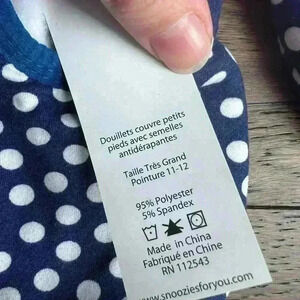 Douillets couvre petits
pieds avec semelles
antidérapantes
Taille Très Grand
Pointure 11-12
95% Polyester
5% Spandex
Made in China
Fabriqué en Chine
RN 112543
www.snooziesforyou.com